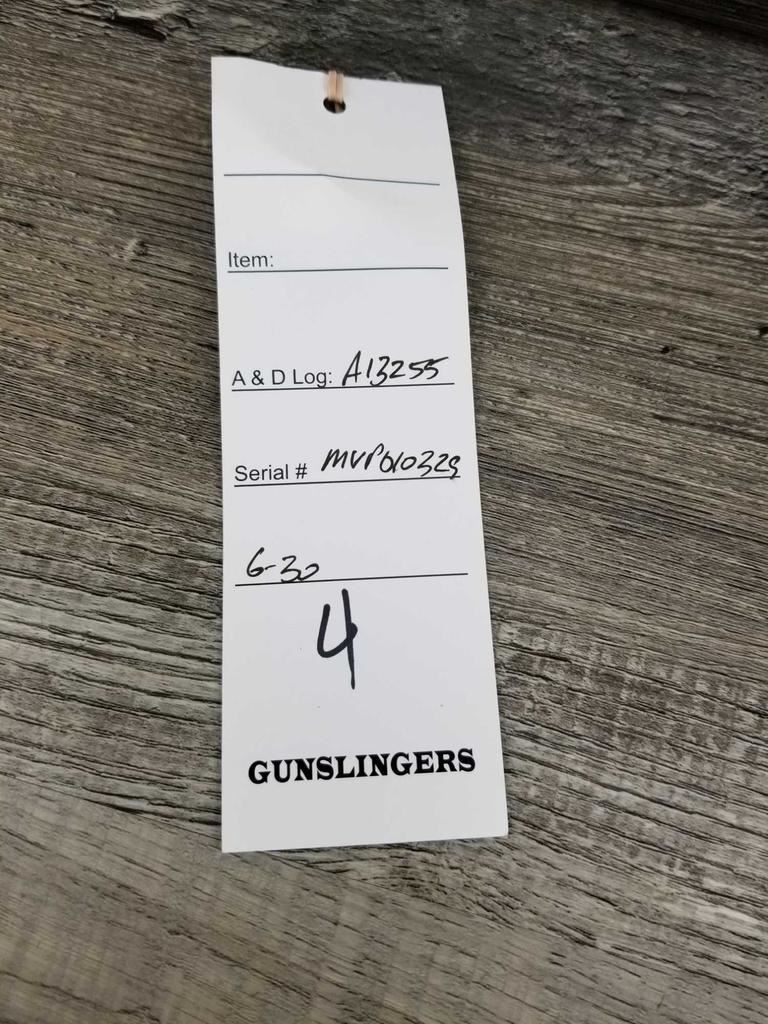 Item:
A & D Log: A13255
Serial # MVP010329
6-30
4
GUNSLINGERS